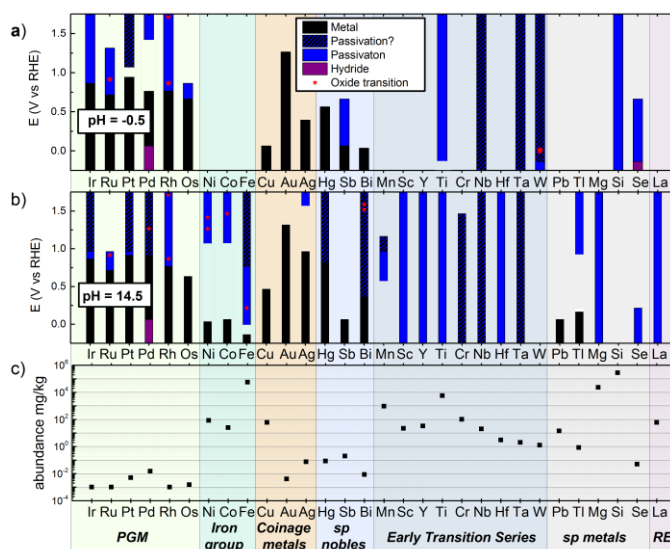 a)
E (V vs RHE)
1.5
1.0
0.5
0.0
pH = -0.5
Metal
Passivation?
Passivaton
Hydride
Oxide transition
Ir Ru Pt Pd Rh Os Ni Co Fe Cu Au Ag Hg Sb Bi Mn Sc Y Ti Cr Nb Hf Ta W Pb Tl Mg Si Se La
b)
E (V vs RHE)
1.5
1.0
0.5
0.0
pH = 14.5
Ir Ru Pt Pd Rh Os Ni Co Fe Cu Au Ag Hg Sb Bi Mn Sc Y Ti Cr Nb Hf Ta W Pb Tl Mg Si Se La
c)
abundance mg/kg
10⁶
10⁴
10²
10⁰
10⁻²
10⁻⁴
Ir Ru Pt Pd Rh Os Ni Co Fe Cu Au Ag Hg Sb Bi Mn Sc Y Ti Cr Nb Hf Ta W Pb Tl Mg Si Se La
PGM
Iron
group
Coinage
metals
sp
nobles
Early Transition Series
sp metals